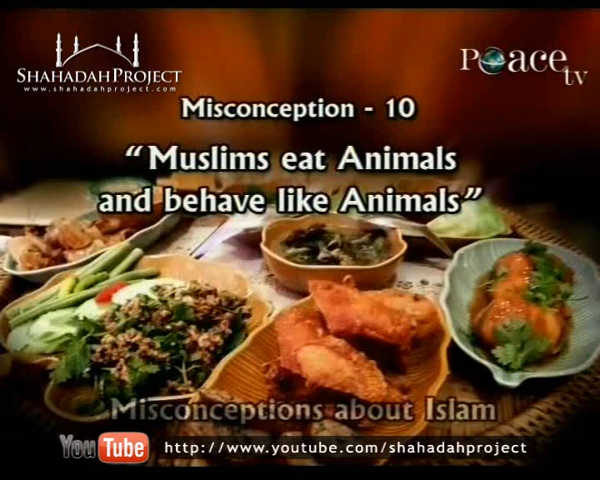 SHAHADAHPROJECT
www.shahadahproject.com
Peace
tv
Misconception - 10
“Muslims eat Animals
and behave like Animals”
Misconceptions about Islam
YouTube
http://www.youtube.com/shahadahproject